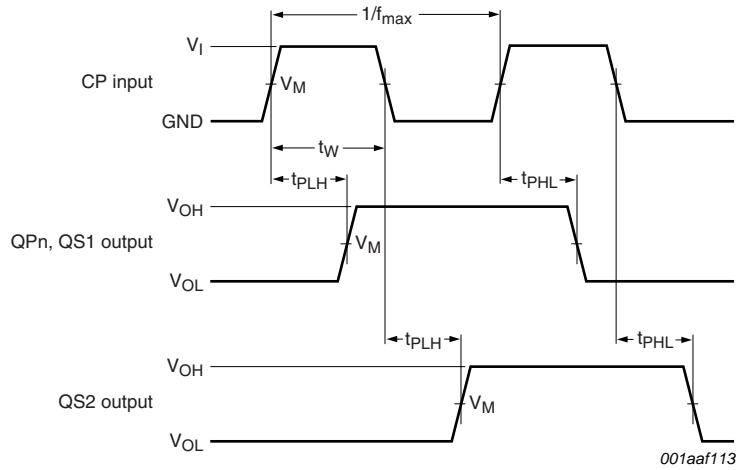 1/fmax
VI
CP input
VM
GND
tW
tPLH
tPHL
VOH
QPn, QS1 output
VM
VOL
tPLH
tPHL
VOH
QS2 output
VM
VOL
001aaf113